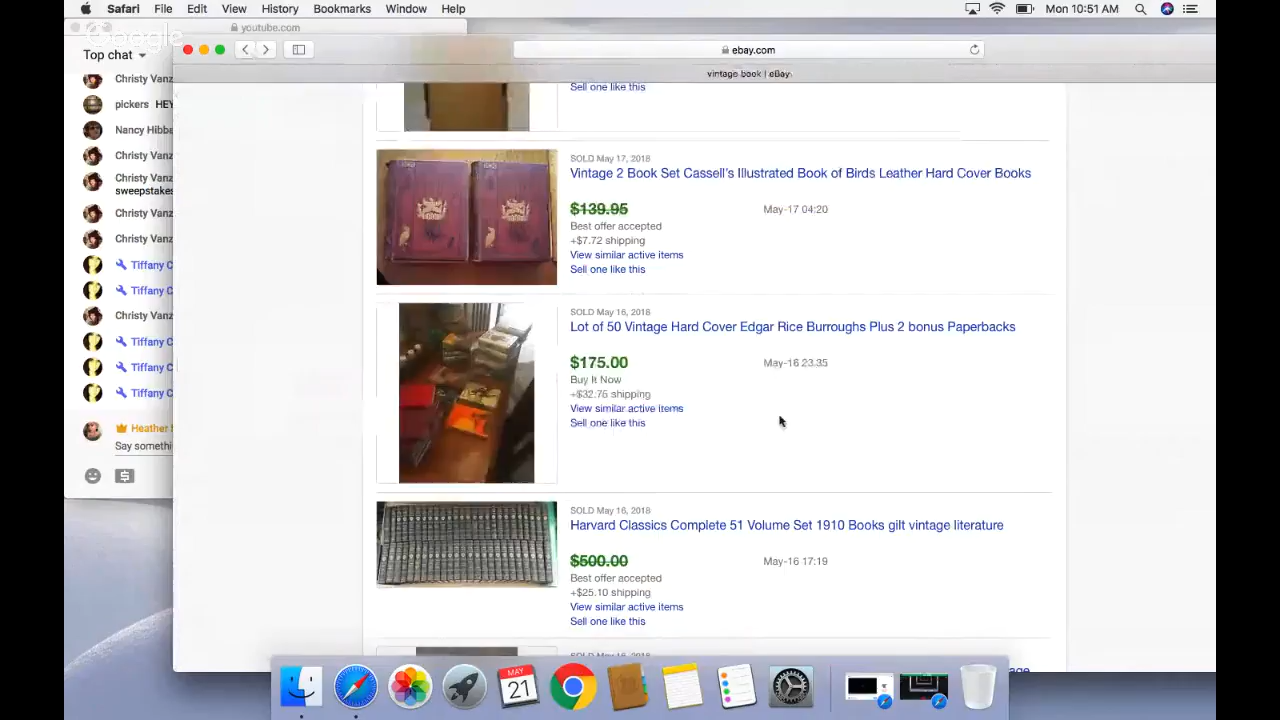 Safari File Edit View History Bookmarks Window Help
Mon 10:51 AM
Google
youtube.com
ebay.com
vintage book | eBay
Top chat
Christy Vanz
pickers HEY
Nancy Hibbe
Christy Vanz
Christy Vanz
sweepstakes
Christy Vanz
Christy Vanz
Tiffany C
Tiffany C
Christy Vanz
Tiffany C
Tiffany C
Tiffany C
Heather
Say somethi
Sell one like this
SOLD May 17, 2018
Vintage 2 Book Set Cassell's Illustrated Book of Birds Leather Hard Cover Books
$139.95 May-17 04:20
Best offer accepted
+$7.72 shipping
View similar active items
Sell one like this
SOLD May 16, 2018
Lot of 50 Vintage Hard Cover Edgar Rice Burroughs Plus 2 bonus Paperbacks
$175.00 May-16 23:35
Buy It Now
+$32.75 shipping
View similar active items
Sell one like this
SOLD May 16, 2018
Harvard Classics Complete 51 Volume Set 1910 Books gilt vintage literature
$500.00 May-16 17:19
Best offer accepted
+$25.10 shipping
View similar active items
Sell one like this
MAY
21